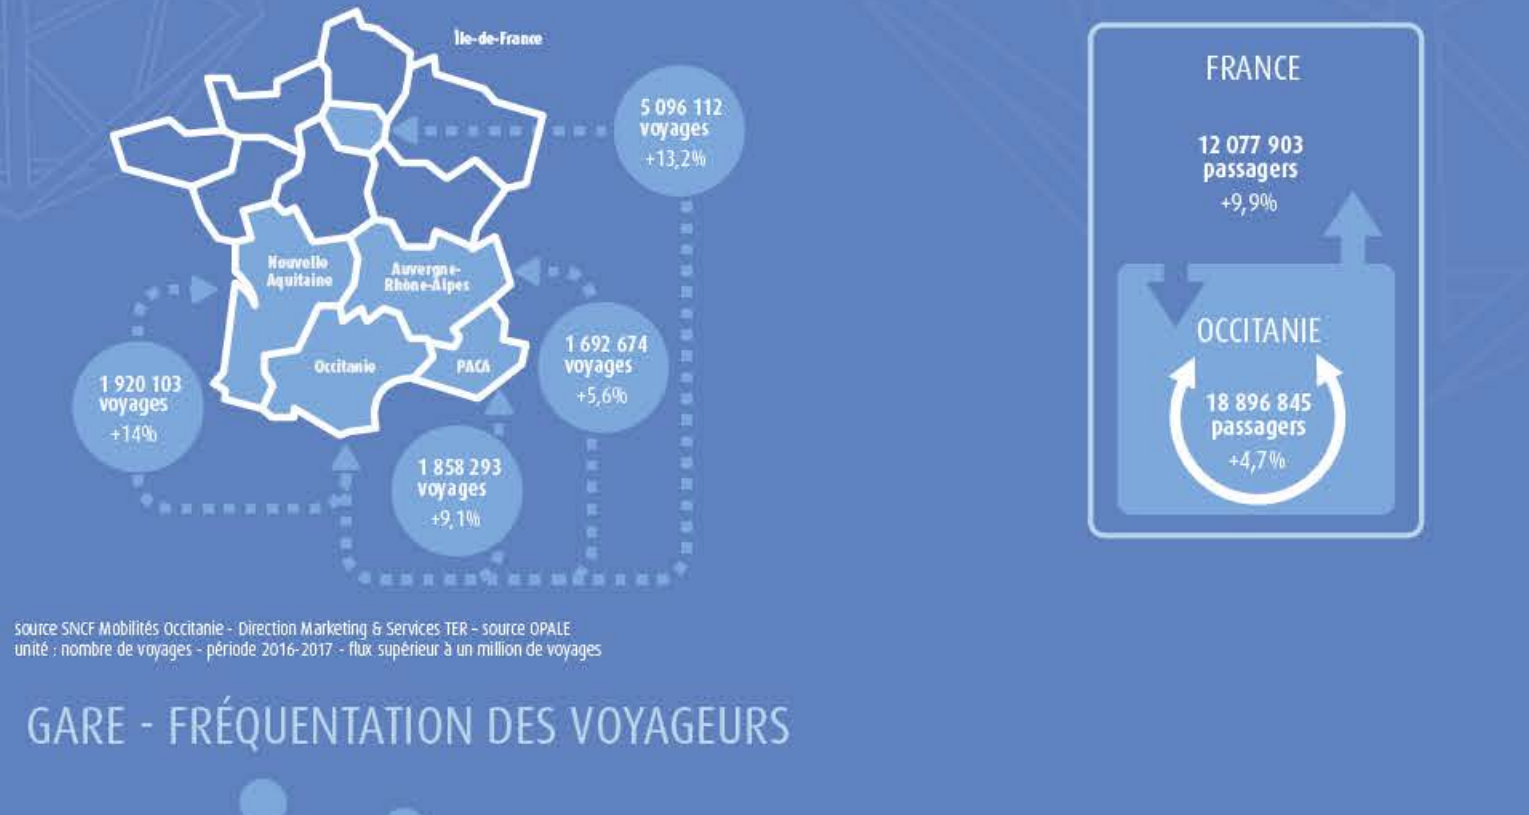 Île-de-France
5 096 112
voyages
+13,2%
Nouvelle
Aquitaine
Auvergne-
Rhône-Alpes
Occitanie
PACA
1 920 103
voyages
+14%
1 692 674
voyages
+5,6%
1 858 293
voyages
+9,1%
FRANCE
12 077 903
passagers
+9,9%
OCCITANIE
18 896 845
passagers
+4,7%
source SNCF Mobilités Occitanie - Direction Marketing & Services TER - source OPALE
unité : nombre de voyages - période 2016-2017 - flux supérieur à un million de voyages
GARE - FRÉQUENTATION DES VOYAGEURS